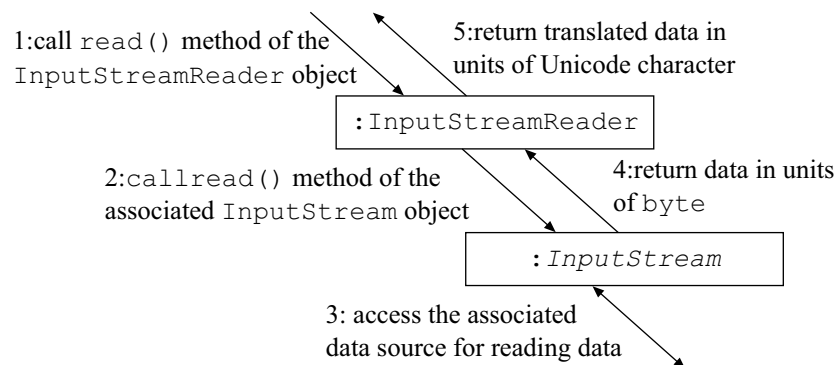 1:call read() method of the
InputStreamReader object
5:return translated data in
units of Unicode character
:InputStreamReader
2:callread() method of the
associated InputStream object
4:return data in units
of byte
:InputStream
3: access the associated
data source for reading data